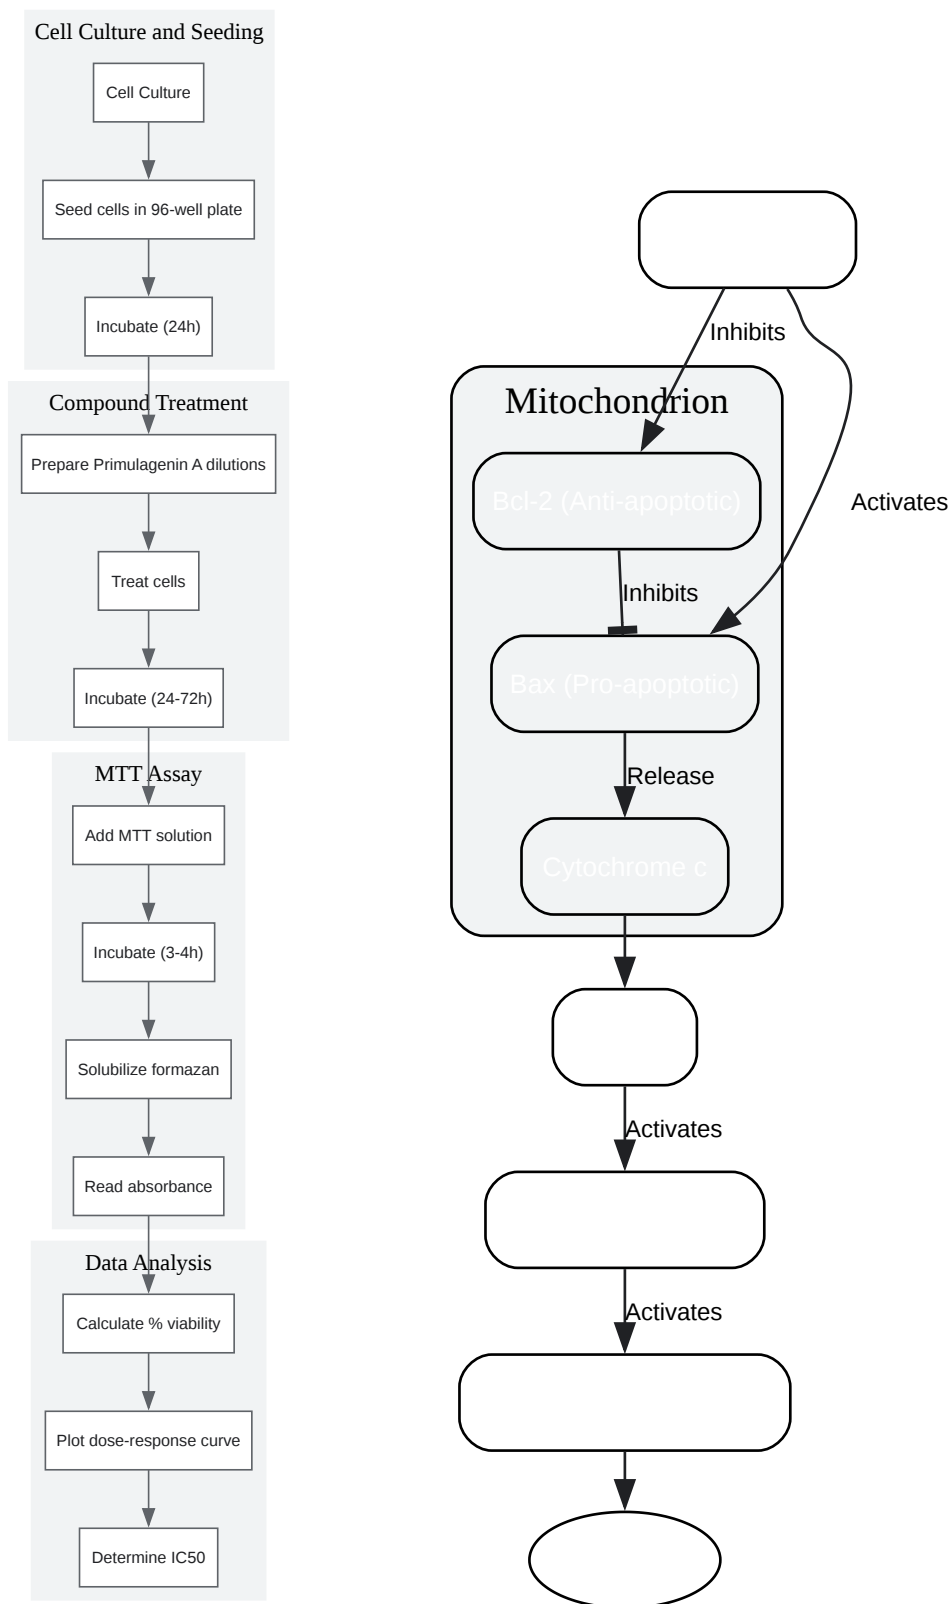 Cell Culture and Seeding
Cell Culture
Seed cells in 96-well plate
Incubate (24h)
Compound Treatment
Prepare Primulagenin A dilutions
Treat cells
Incubate (24-72h)
MTT Assay
Add MTT solution
Incubate (3-4h)
Solubilize formazan
Read absorbance
Data Analysis
Calculate % viability
Plot dose-response curve
Determine IC50
Inhibits
Mitochondrion
Bcl-2 (Anti-apoptotic)
Activates
Inhibits
Bax (Pro-apoptotic)
Release
Cytochrome c
Activates
Activates